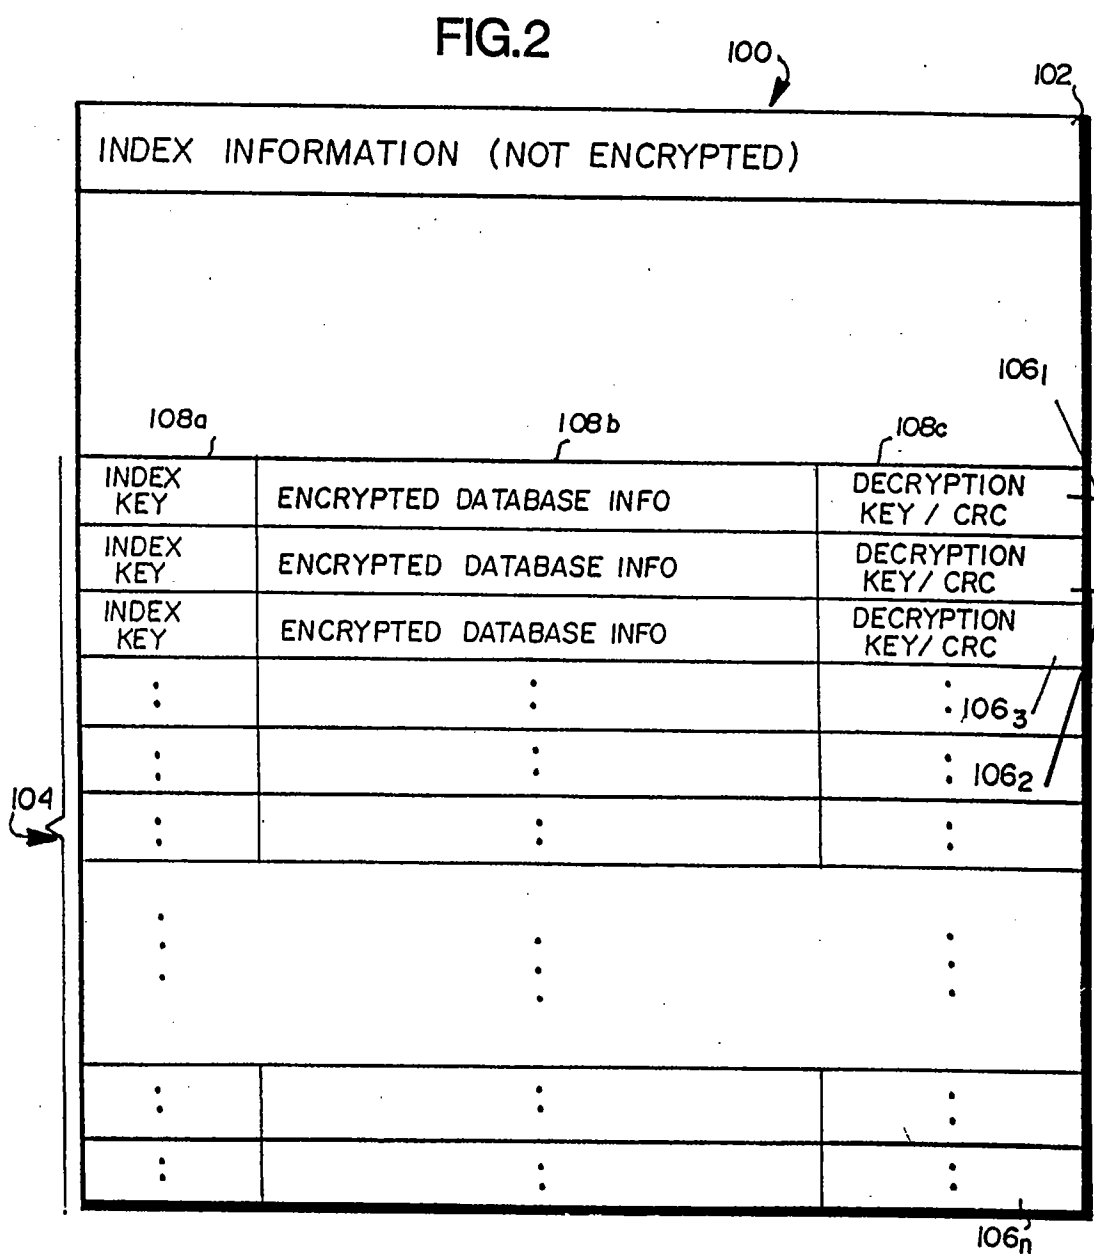 FIG.2
100
102
INDEX INFORMATION (NOT ENCRYPTED)
106₁
108a
108b
108c
INDEX
KEY
ENCRYPTED DATABASE INFO
DECRYPTION
KEY / CRC
INDEX
KEY
ENCRYPTED DATABASE INFO
DECRYPTION
KEY/ CRC
INDEX
KEY
ENCRYPTED DATABASE INFO
DECRYPTION
KEY/ CRC
106₃
106₂
104
106n